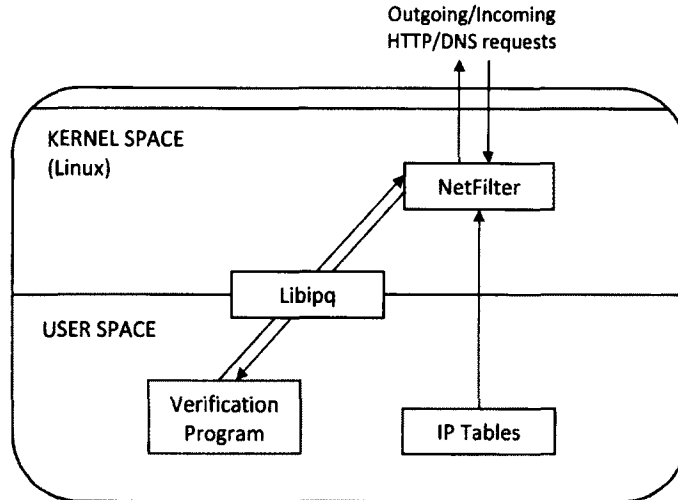 Outgoing/Incoming
HTTP/DNS requests
KERNEL SPACE
(Linux)
NetFilter
Libipq
USER SPACE
Verification
Program
IP Tables